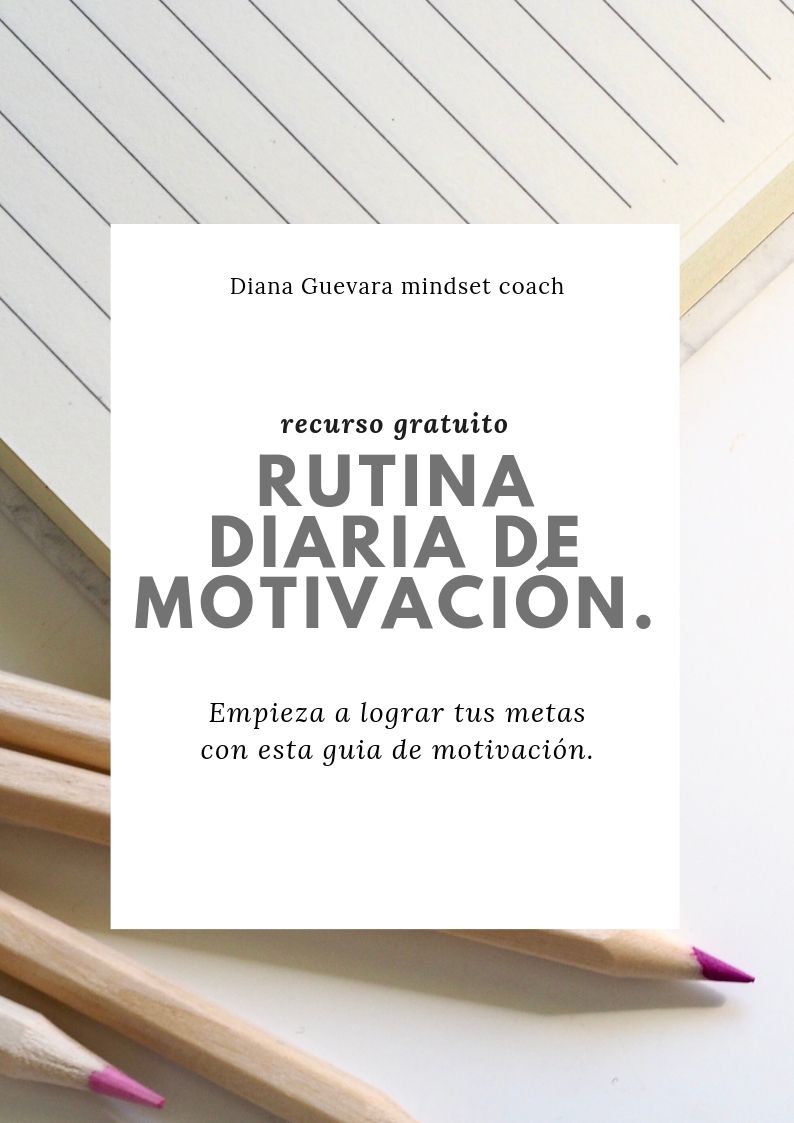 Diana Guevara mindset coach
recurso gratuito
RUTINA
DIARIA DE
MOTIVACIÓN.
Empieza a lograr tus metas
con esta guia de motivación.